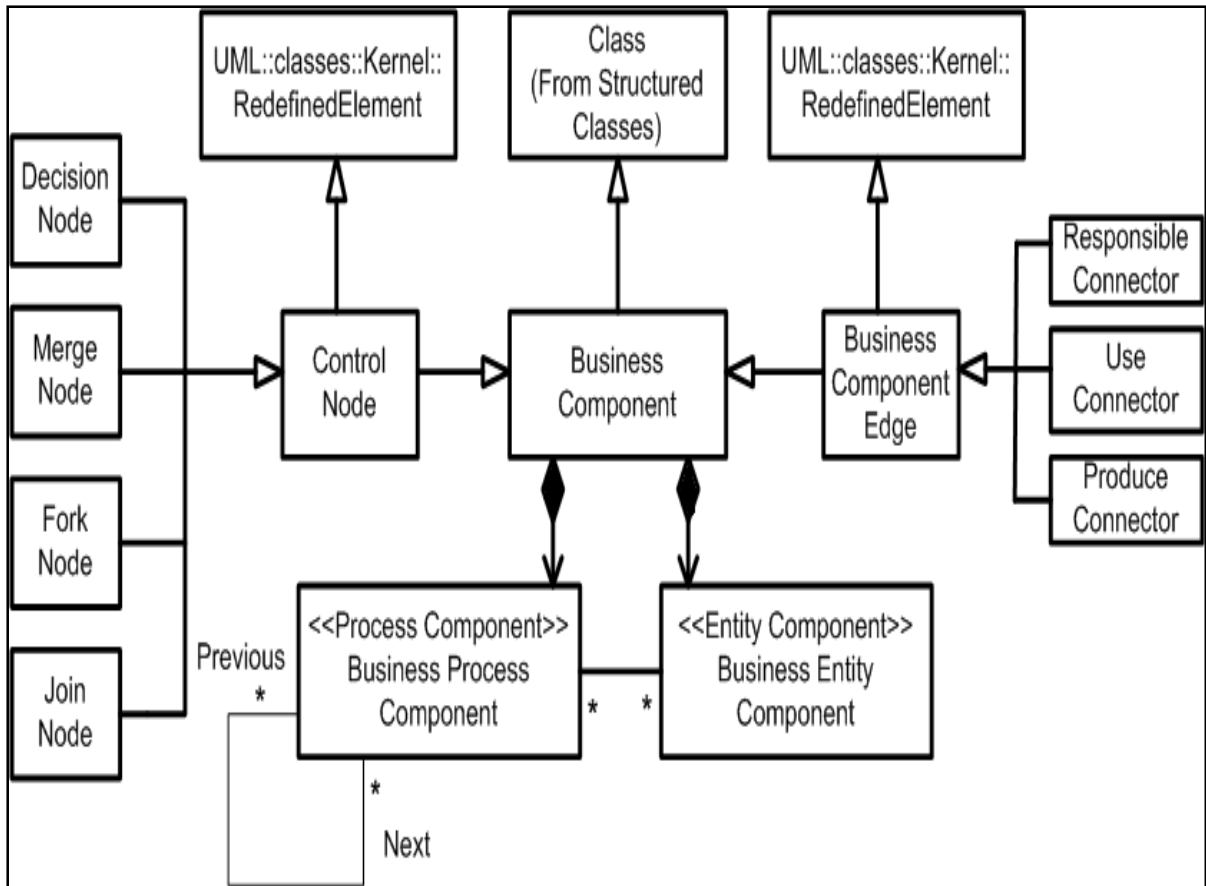 UML::classes::Kernel::
RedefinedElement
Class
(From Structured
Classes)
UML::classes::Kernel::
RedefinedElement
Decision
Node
Merge
Node
Fork
Node
Join
Node
Control
Node
Business
Component
Business
Component
Edge
Responsible
Connector
Use
Connector
Produce
Connector
<<Process Component>>
Business Process
Component
<<Entity Component>>
Business Entity
Component
Previous
*
*
Next
*
*